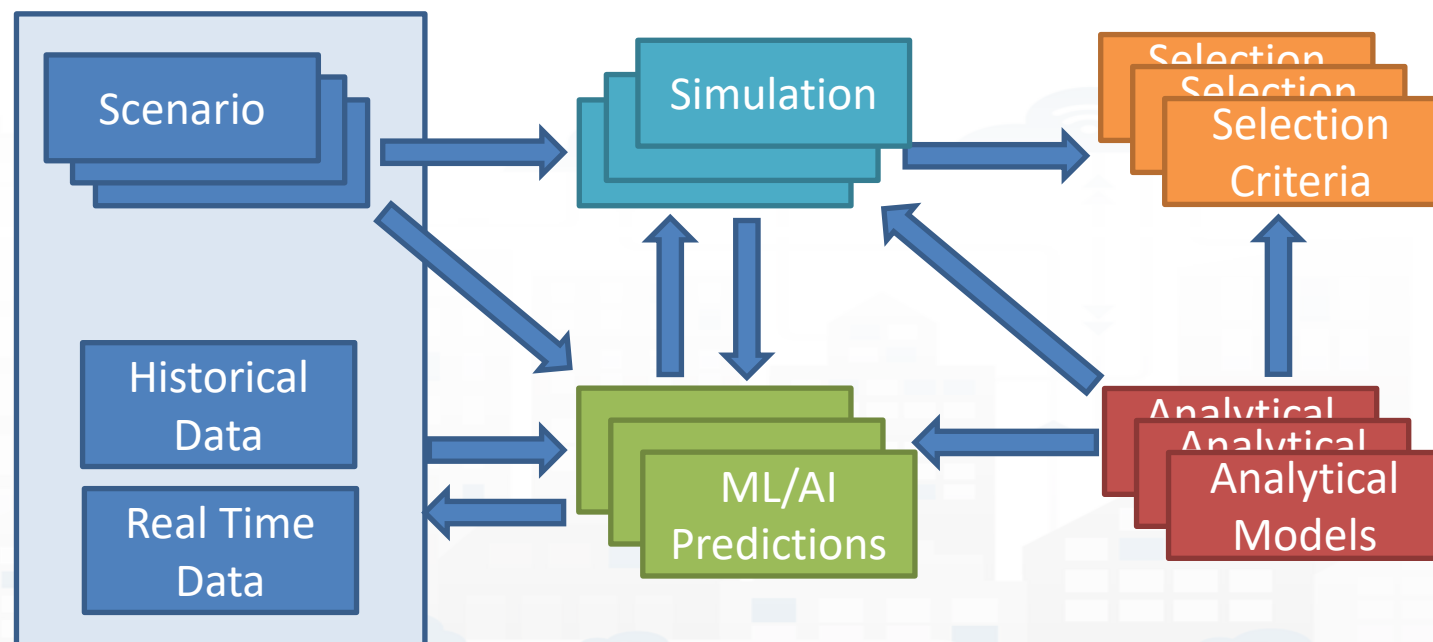 Scenario
Simulation
Selection
Selection
Selection
Criteria
Historical
Data
Real Time
Data
ML/AI
Predictions
Analytical
Analytical
Analytical
Models